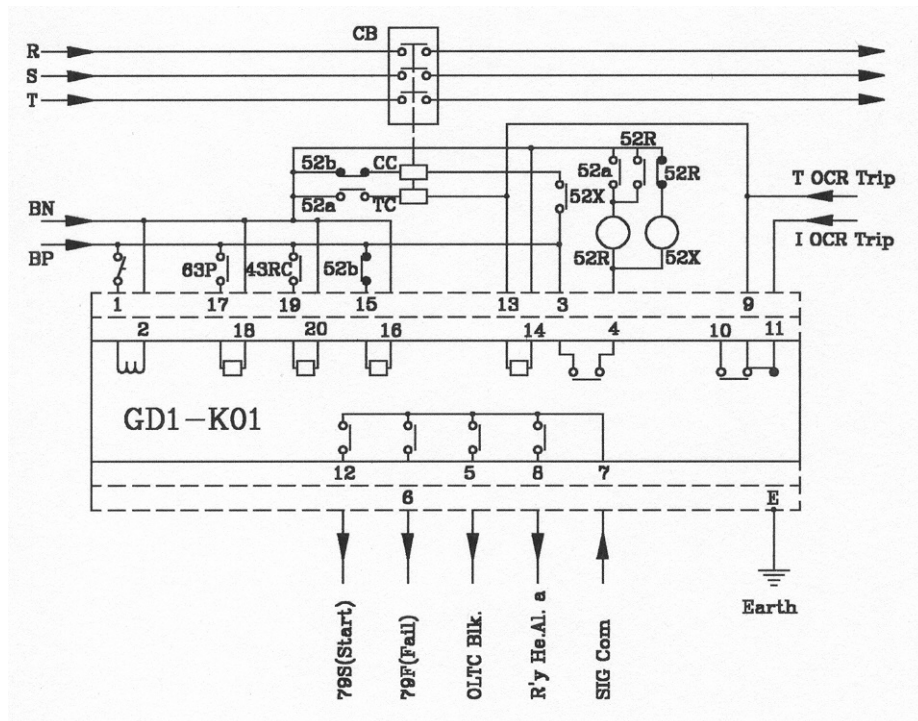 CB
R
S
T
52b CC
52a TC
52R
52a 52R
52X
T OCR Trip
BN
I OCR Trip
BP
63P 43RC 52b 52R 52X
1 17 19 15 13 3 9
2 18 20 16 14 4 10 11
GD1-K01
12 5 8 7
6 E
79S(Start)
79F(Fail)
OLTC Blk.
R'y He.Al. a
SIG Com
Earth